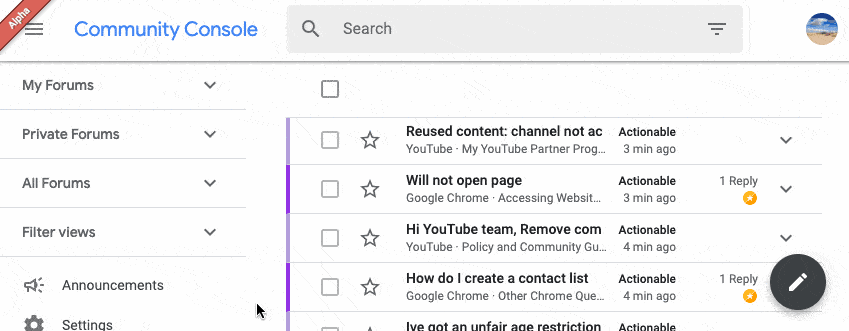 Alpha
Community Console
Search
My Forums
Private Forums
All Forums
Filter views
Announcements
Settings
Reused content: channel not ac
Actionable
YouTube · My YouTube Partner Prog...
3 min ago
Will not open page
Actionable
1 Reply
Google Chrome · Accessing Websit...
3 min ago
Hi YouTube team, Remove com
Actionable
YouTube · Policy and Community Gu...
4 min ago
How do I create a contact list
Actionable
1 Reply
Google Chrome · Other Chrome Que...
4 min ago
Ive got an unfair age restriction
Actionable